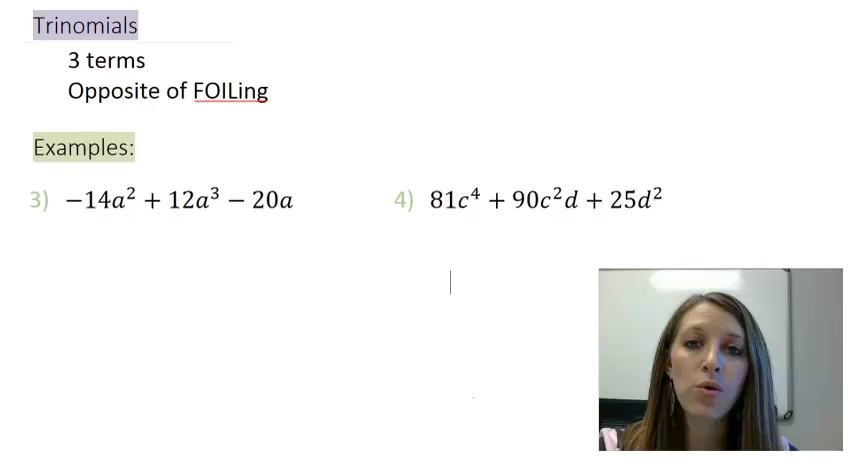 Trinomials
3 terms
Opposite of FOILing
Examples:
3) −14a² + 12a³ − 20a
4) 81c⁴ + 90c²d + 25d²